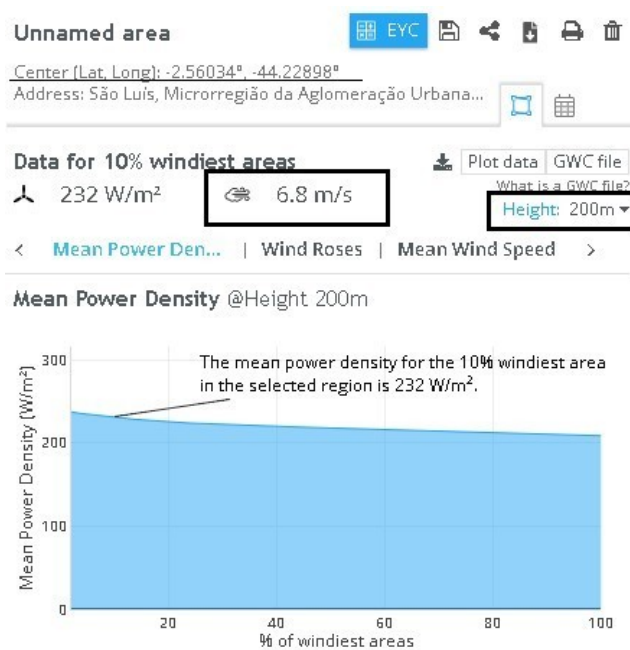 Unnamed area
EYC
Center (Lat, Long): -2.56034°, -44.22898°
Address: São Luís, Microrregião da Aglomeração Urbana...
Data for 10% windiest areas
Plot data
GWC file
What is a GWC file?
232 W/m²
6.8 m/s
Height: 200m
< Mean Power Den... | Wind Roses | Mean Wind Speed >
Mean Power Density @Height 200m
The mean power density for the 10% windiest area
in the selected region is 232 W/m².
Mean Power Density (W/m²)
300
200
100
0
20 40 60 80 100
% of windiest areas